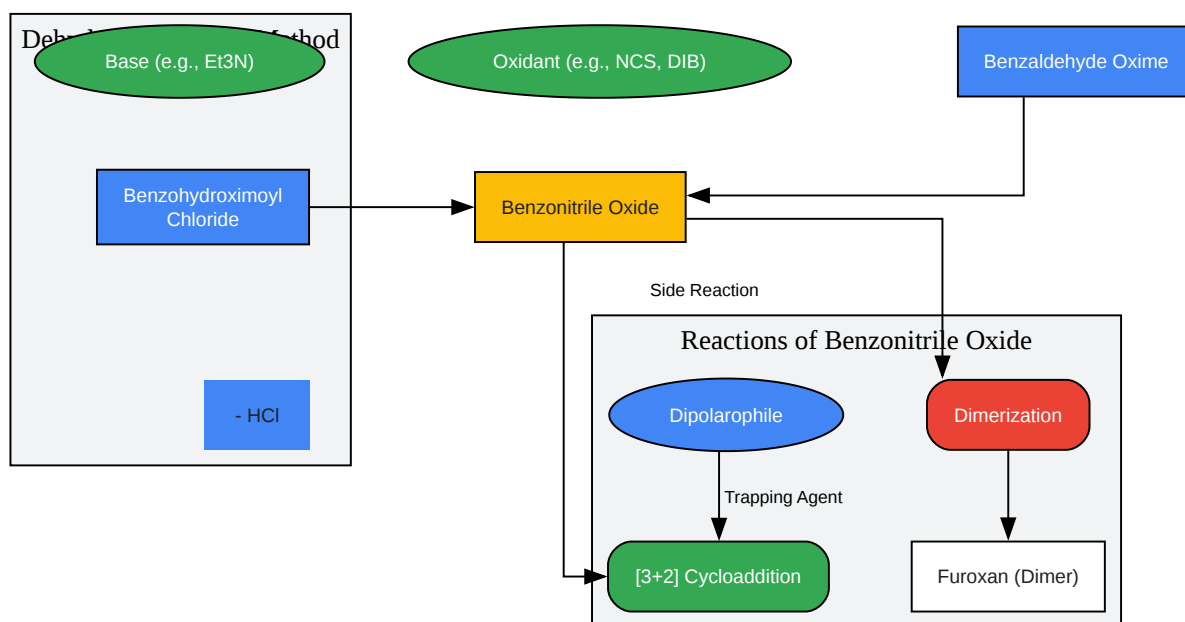 Method
Base (e.g., Et3N)
Oxidant (e.g., NCS, DIB)
Benzaldehyde Oxime
Benzohydroximoyl
Chloride
Benzonitrile Oxide
Side Reaction
Reactions of Benzonitrile Oxide
- HCl
Dipolarophile
Dimerization
Trapping Agent
[3+2] Cycloaddition
Furoxan (Dimer)